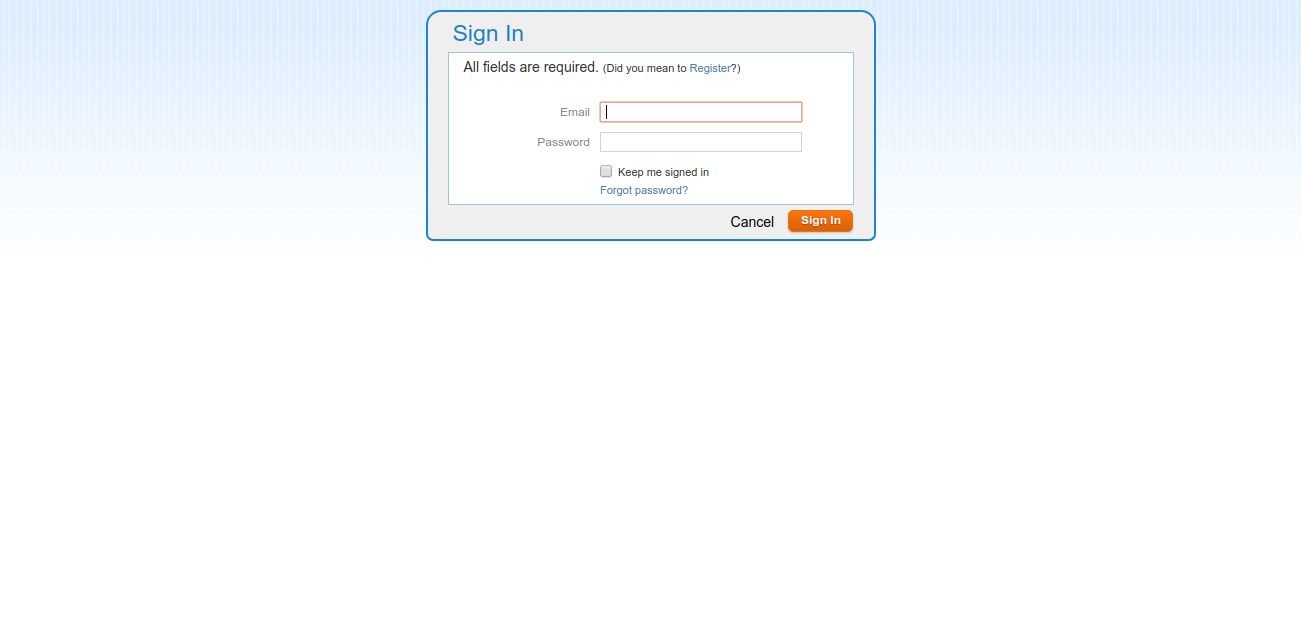 Sign In
All fields are required. (Did you mean to Register?)
Email
Password
Keep me signed in
Forgot password?
Cancel Sign In